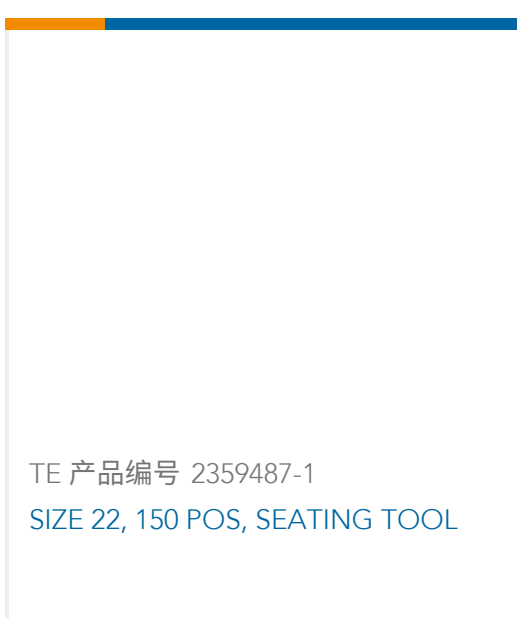 TE 产品编号 2359487-1
SIZE 22, 150 POS, SEATING TOOL